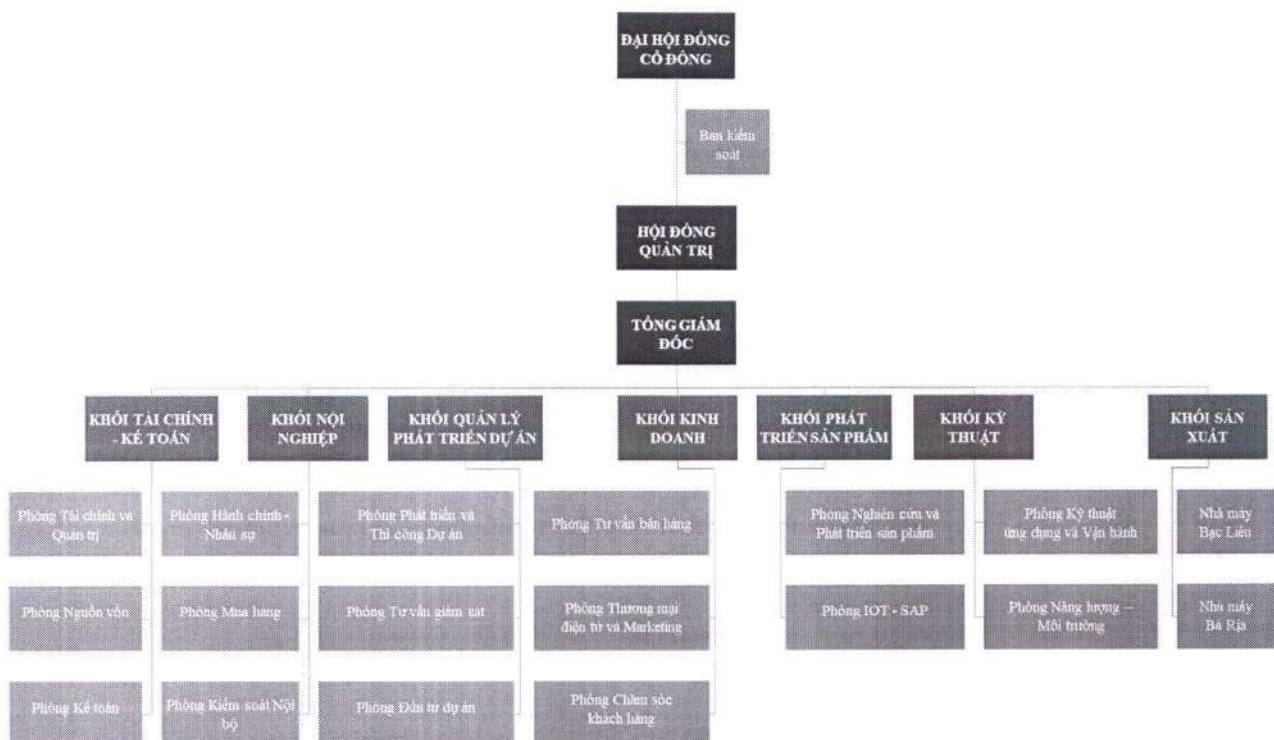 ĐẠI HỘI ĐỒNG
CỔ ĐÔNG
Ban kiểm
soát
HỘI ĐỒNG
QUẢN TRỊ
TỔNG GIÁM
ĐỐC
KHỐI TÀI CHÍNH
- KẾ TOÁN
KHỐI NỘI
NGHIỆP
KHỐI QUẢN LÝ
PHÁT TRIỂN DỰ ÁN
KHỐI KINH
DOANH
KHỐI PHÁT
TRIỂN SẢN PHẨM
KHỐI KỸ
THUẬT
KHỐI SẢN
XUẤT
Phòng Tài chính và
Quản trị
Phòng Hành chính -
Nhân sự
Phòng Phát triển và
Thi công Dự án
Phòng Tư vấn bán hàng
Phòng Nghiên cứu và
Phát triển sản phẩm
Phòng Kỹ thuật
ứng dụng và Vận hành
Nhà máy
Bạc Liêu
Phòng Nguồn vốn
Phòng Mua hàng
Phòng Tư vấn giám sát
Phòng Thương mại
điện tử và Marketing
Phòng IOT - SAP
Phòng Năng lượng –
Môi trường
Nhà máy
Bà Rịa
Phòng Kế toán
Phòng Kiểm soát Nội
bộ
Phòng Đầu tư dự án
Phòng Chăm sóc
khách hàng